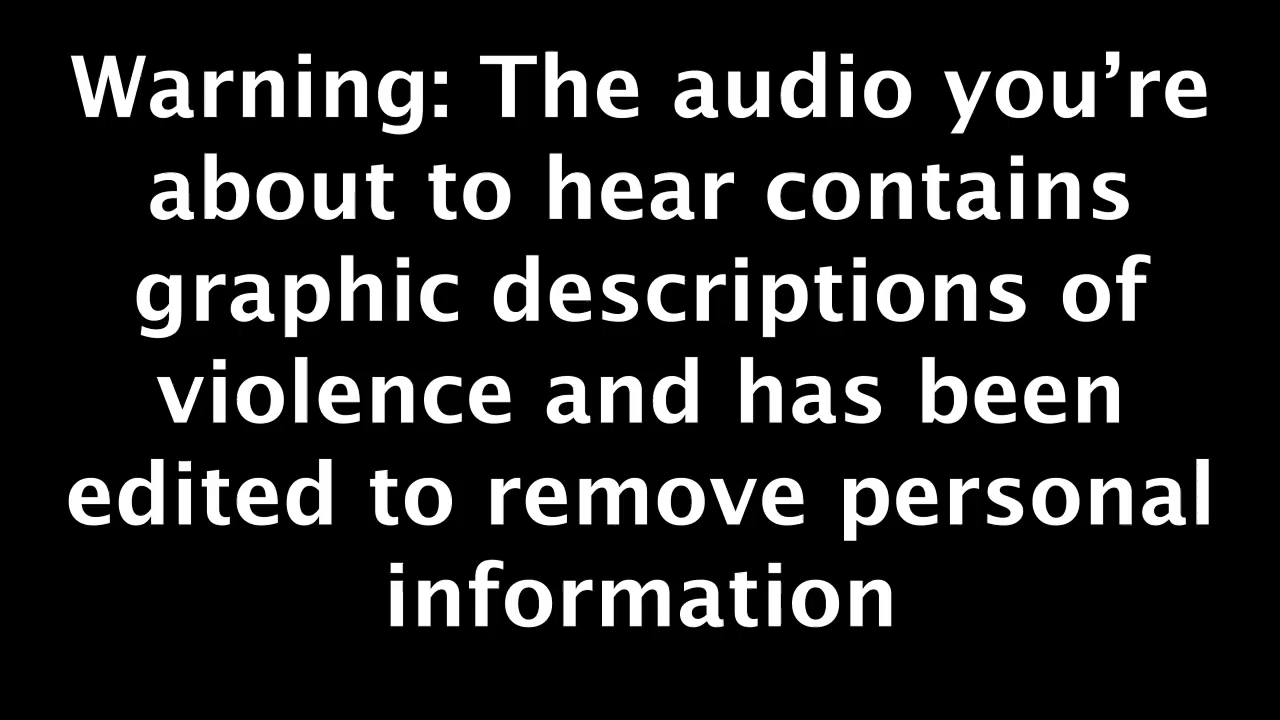 Warning: The audio you’re
about to hear contains
graphic descriptions of
violence and has been
edited to remove personal
information